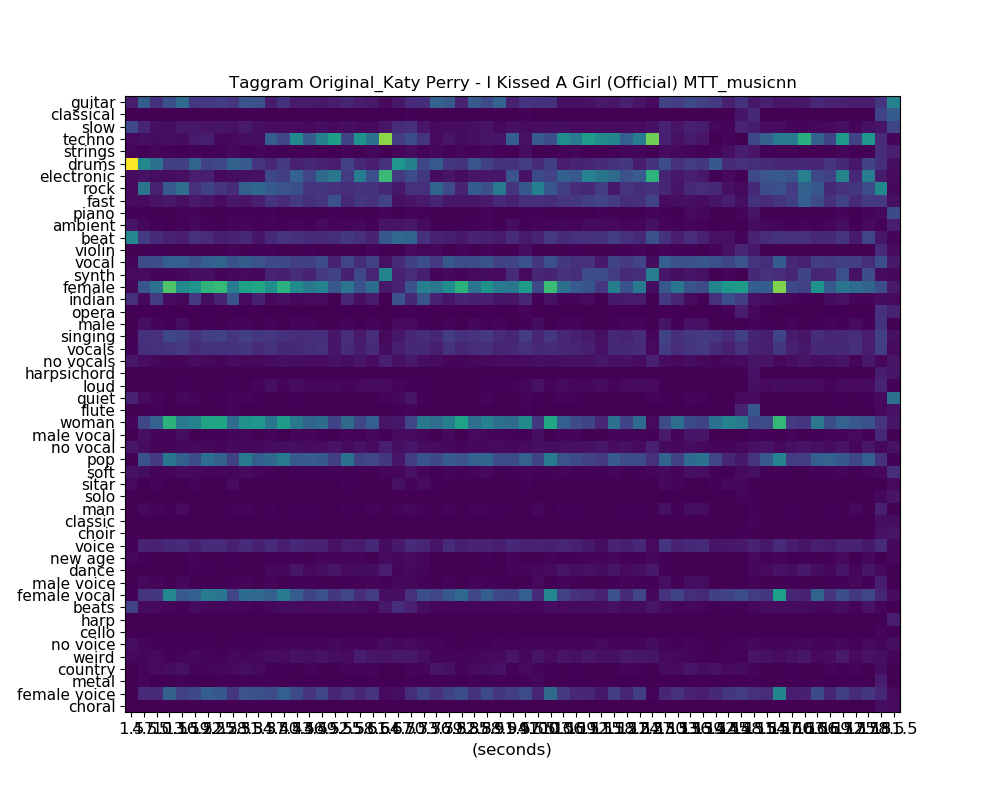 Taggram Original_Katy Perry - I Kissed A Girl (Official) MTT_musicnn
guitar
classical
slow
techno
strings
drums
electronic
rock
fast
piano
ambient
beat
violin
vocal
synth
female
indian
opera
male
singing
vocals
no vocals
harpsichord
loud
quiet
flute
woman
male vocal
no vocal
pop
soft
sitar
solo
man
classic
choir
voice
new age
dance
male voice
female vocal
beats
harp
cello
no voice
weird
country
metal
female voice
choral
(seconds)